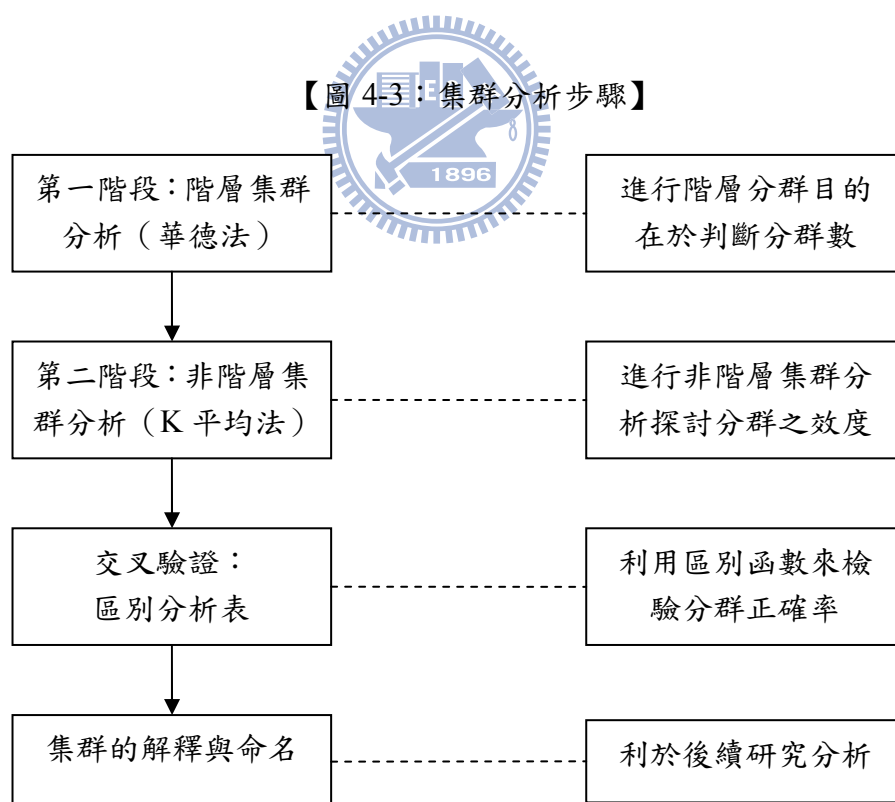 【圖 4-3：集群分析步驟】
E
1896
第一階段：階層集群
分析（華德法）
進行階層分群目的
在於判斷分群數
第二階段：非階層集
群分析（K 平均法）
進行非階層集群分
析探討分群之效度
交叉驗證：
區別分析表
利用區別函數來檢
驗分群正確率
集群的解釋與命名
利於後續研究分析